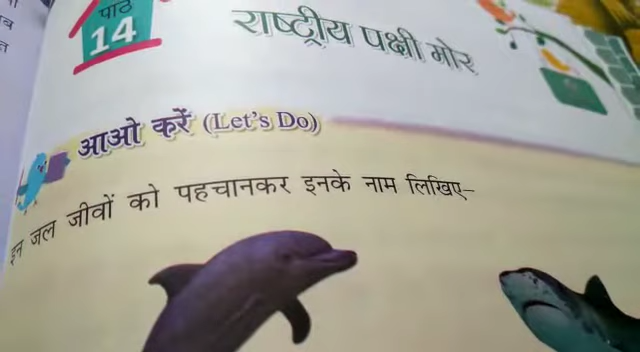 पाठ
14
राष्ट्रीय पक्षी मोर
आओ करें (Let's Do)
इन जल जीवों को पहचानकर इनके नाम लिखिए–